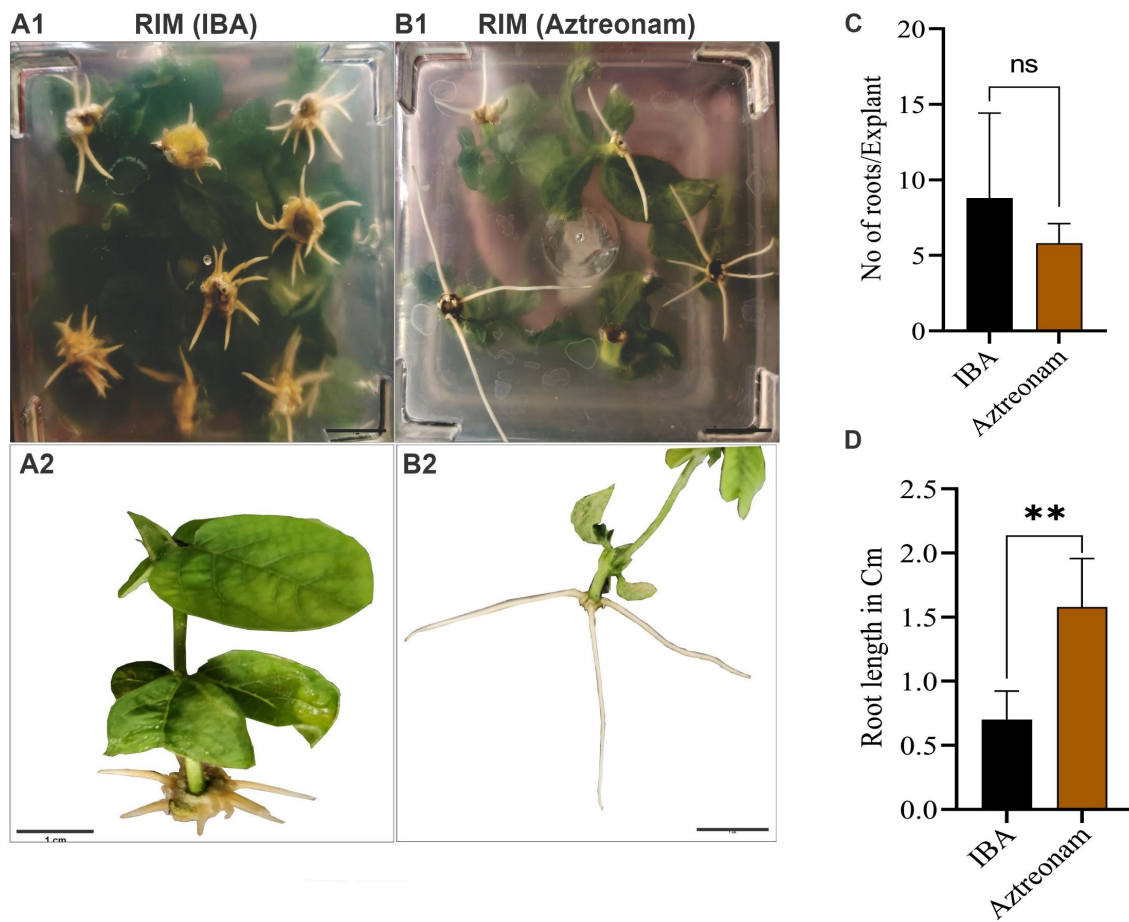 A1
RIM (IBA)
B1
RIM (Aztreonam)
A2
1 cm
B2
C
No of roots/Explant
20
15
10
5
0
ns
IBA
Aztreonam
D
Root length in Cm
2.5
2.0
1.5
1.0
0.5
0.0
**
IBA
Aztreonam